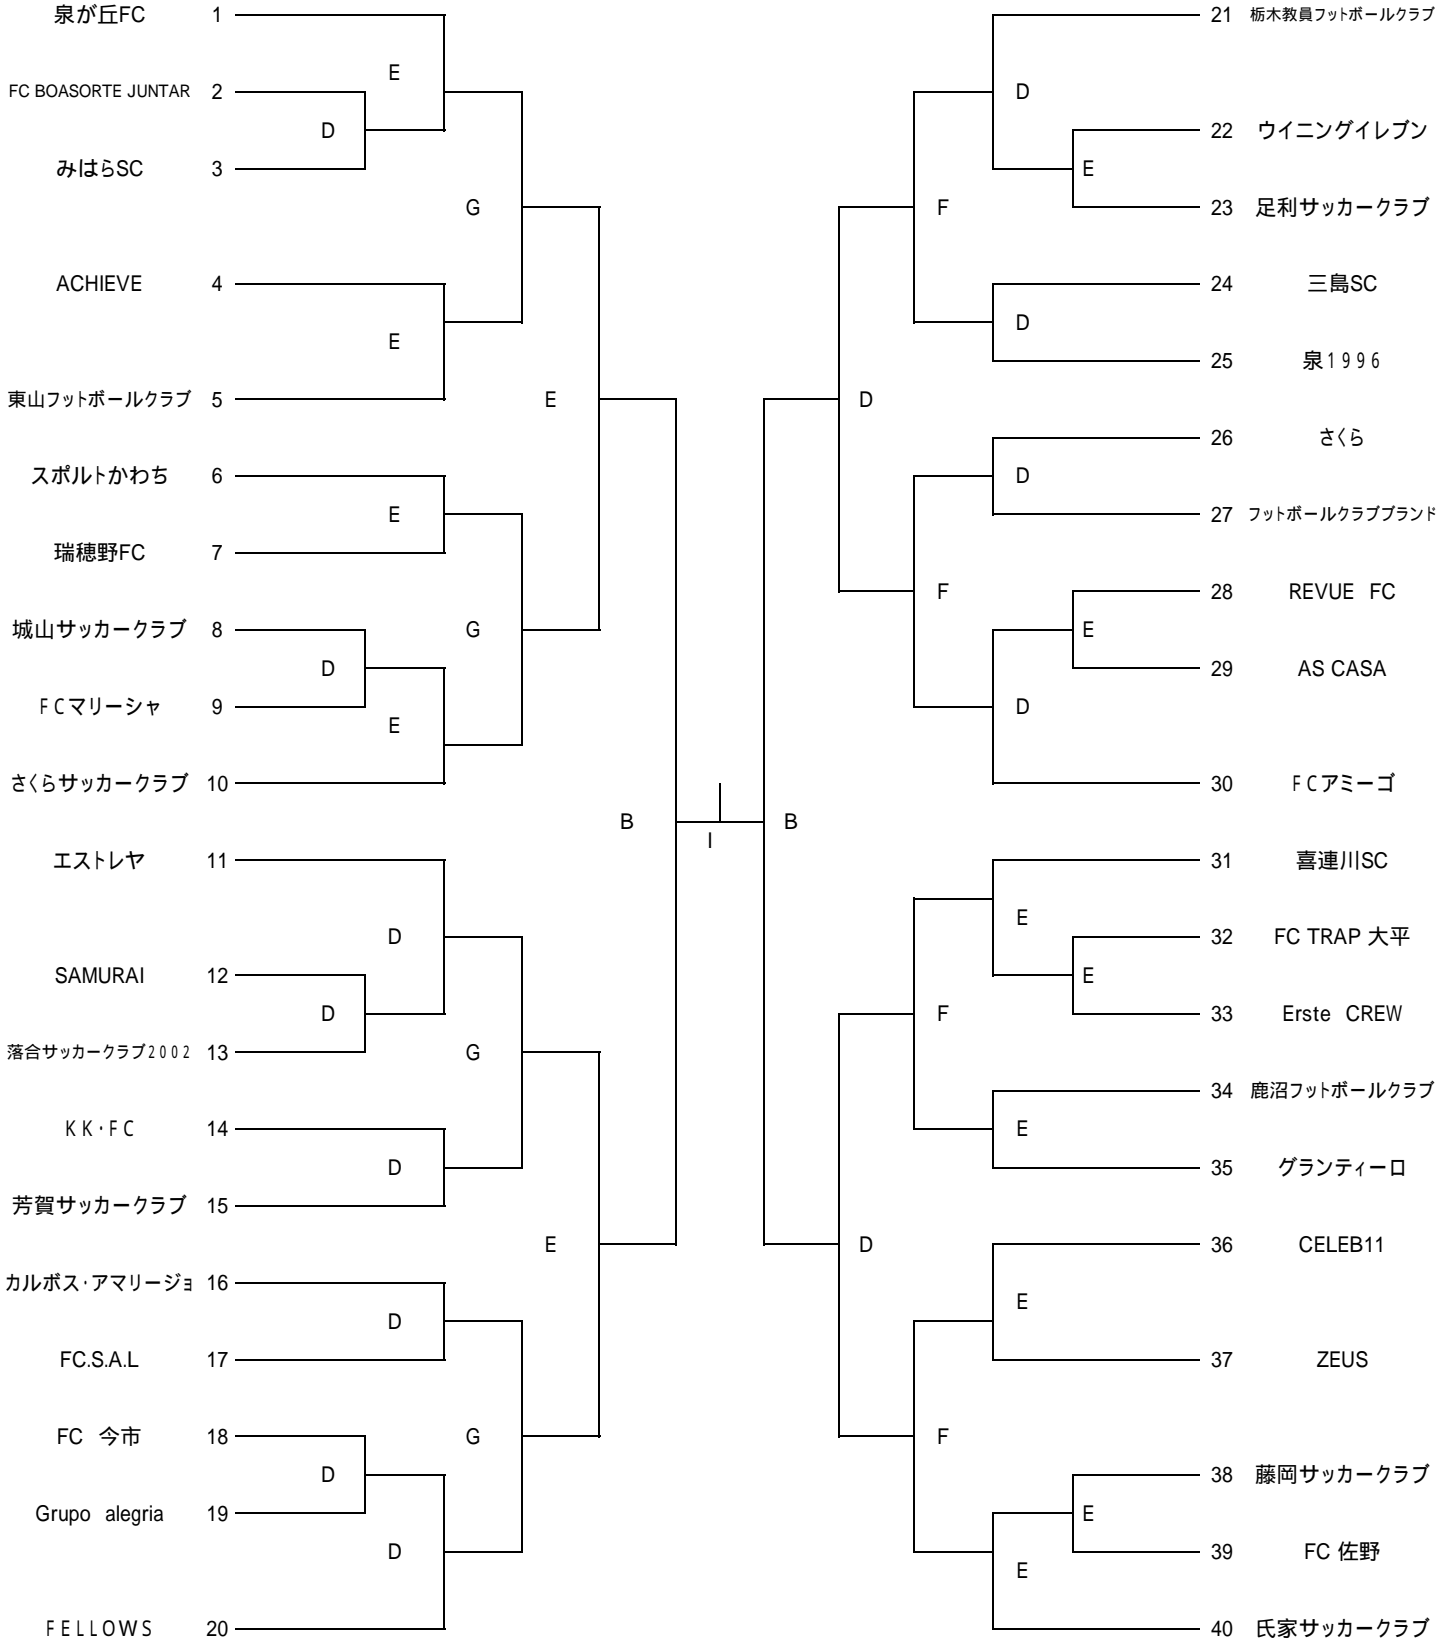 泉が丘FC 1
E
FC BOASORTE JUNTAR 2
D
みはらSC 3
G
ACHIEVE 4
E
東山フットボールクラブ 5
E
スポルトかわち 6
E
瑞穂野FC 7
城山サッカークラブ 8
G
D
FCマリーシャ 9
E
さくらサッカークラブ 10
B
エストレヤ 11
D
SAMURAI 12
D
落合サッカークラブ2002 13
G
KK・FC 14
D
芳賀サッカークラブ 15
E
カルボス・アマリージョ 16
D
FC.S.A.L 17
FC 今市 18
G
D
Grupo alegria 19
D
FELLOWS 20
I
21 栃木教員フットボールクラブ
D
22 ウイニングイレブン
E
23 足利サッカークラブ
F
24 三島SC
D
25 泉1996
D
26 さくら
D
27 フットボールクラブブランド
28 REVUE FC
F
E
29 AS CASA
D
30 FCアミーゴ
B
31 喜連川SC
E
32 FC TRAP 大平
E
33 Erste CREW
F
34 鹿沼フットボールクラブ
E
35 グランティーロ
D
36 CELEB11
E
37 ZEUS
F
38 藤岡サッカークラブ
E
39 FC 佐野
E
40 氏家サッカークラブ